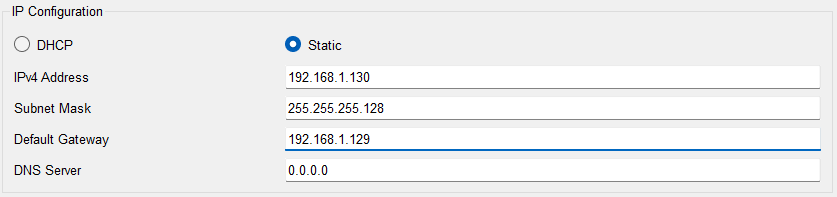 IP Configuration
DHCP Static
IPv4 Address 192.168.1.130
Subnet Mask 255.255.255.128
Default Gateway 192.168.1.129
DNS Server 0.0.0.0